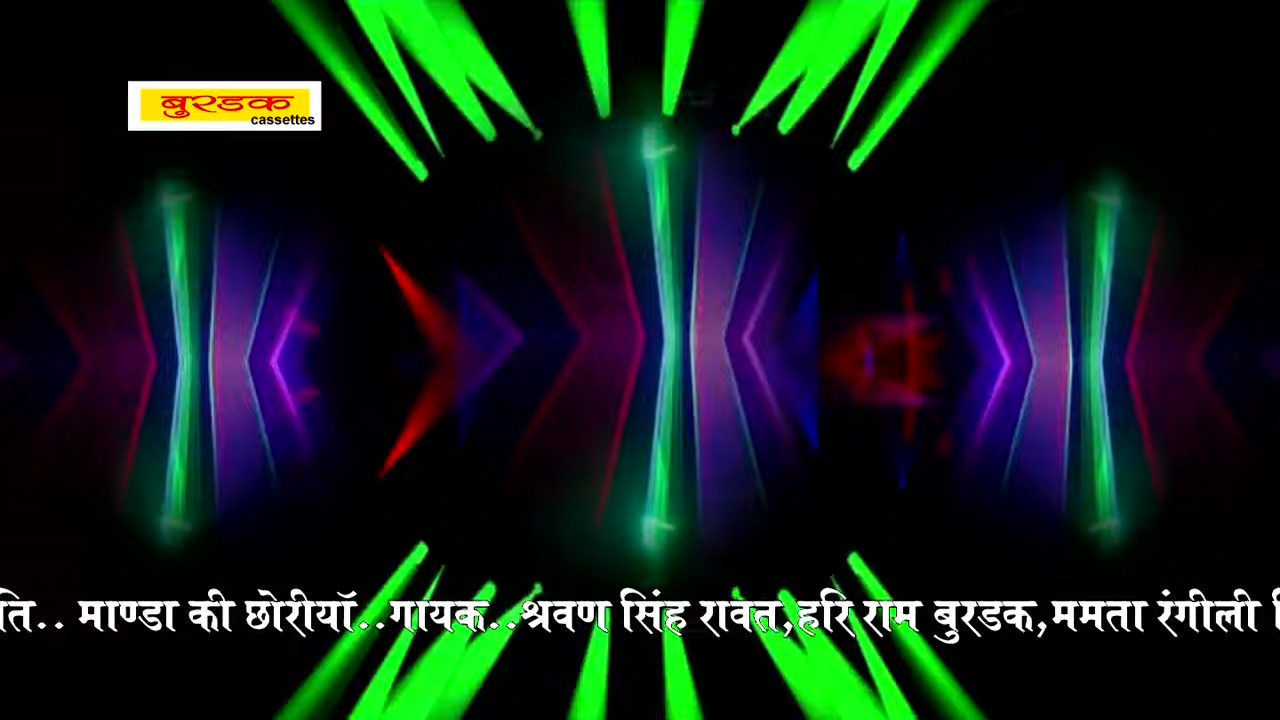 बुरडक
cassettes
ति.. माण्डा की छोरीयॉ..गायक..श्रवण सिंह रावत,हरि राम बुरडक,ममता रंगीली